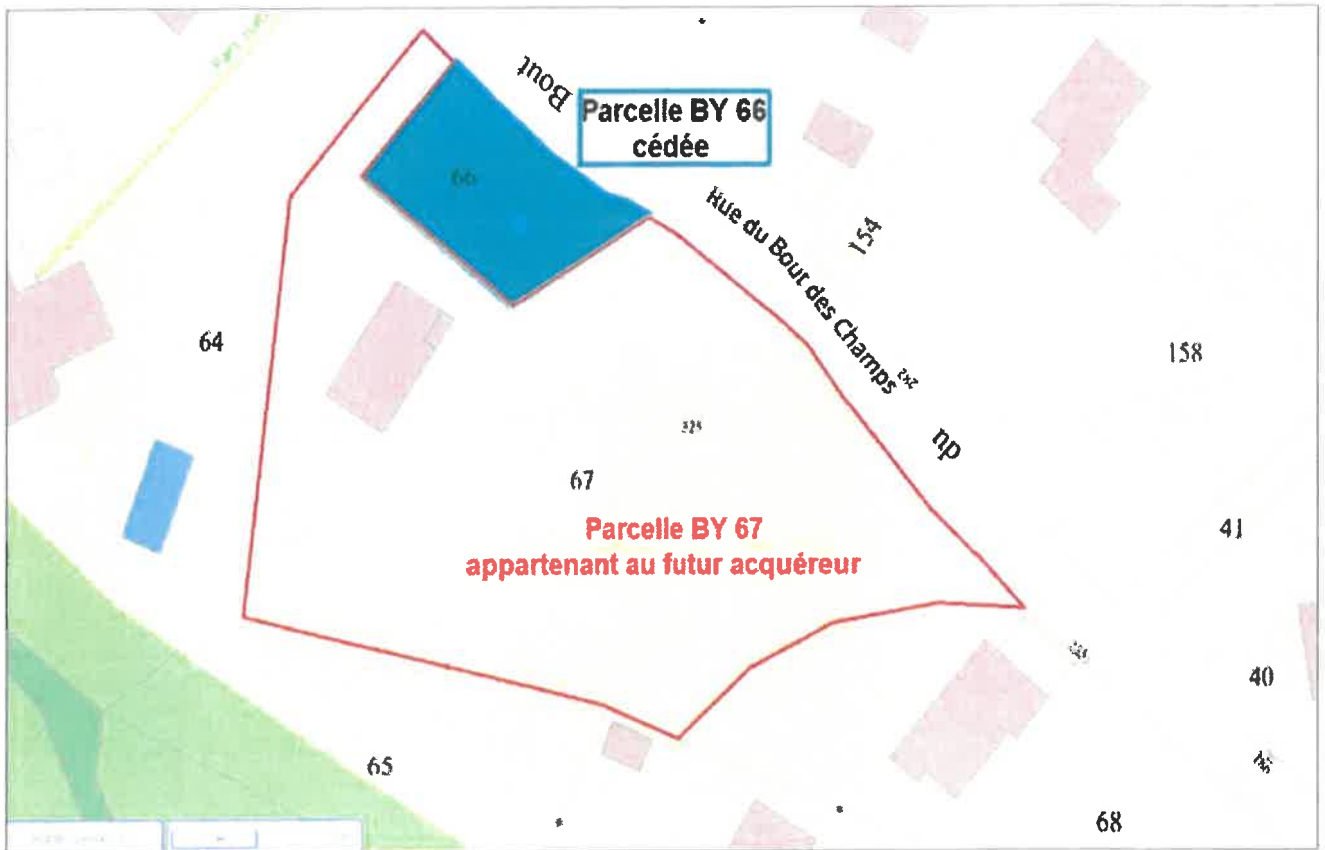 Bout
Parcelle BY 66
cédée
66
Rue du Bout des Champs
154
64
158
67
du
Parcelle BY 67
appartenant au futur acquéreur
41
40
65
68